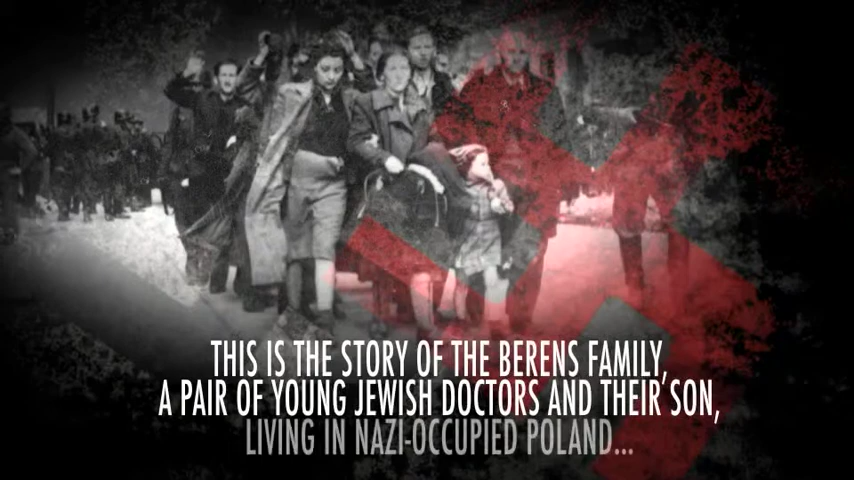 THIS IS THE STORY OF THE BERENS FAMILY,
A PAIR OF YOUNG JEWISH DOCTORS AND THEIR SON,
LIVING IN NAZI-OCCUPIED POLAND...